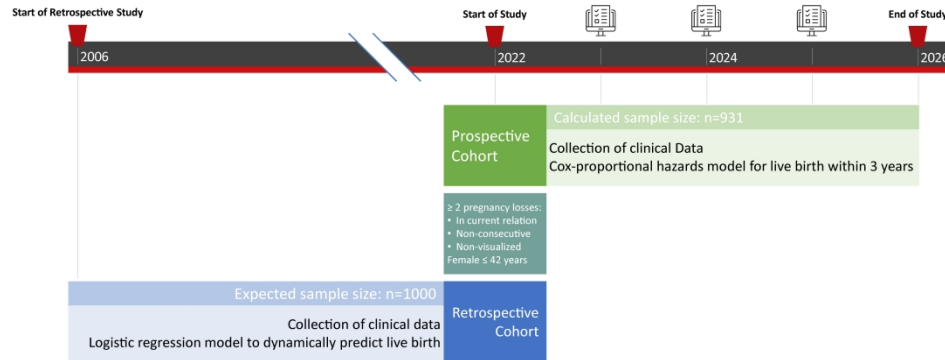 Start of Retrospective Study
Start of Study
End of Study
2006
2022
2024
2026
Prospective
Cohort
Calculated sample size: n=931
Collection of clinical Data
Cox-proportional hazards model for live birth within 3 years
≥ 2 pregnancy losses:
• In current relation
• Non-consecutive
• Non-visualized
Female ≤ 42 years
Expected sample size: n=1000
Collection of clinical data
Logistic regression model to dynamically predict live birth
Retrospective
Cohort